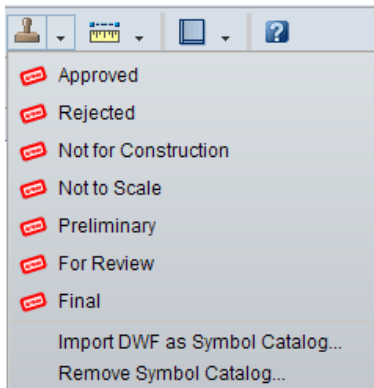 Approved
Rejected
Not for Construction
Not to Scale
Preliminary
For Review
Final
Import DWF as Symbol Catalog...
Remove Symbol Catalog...